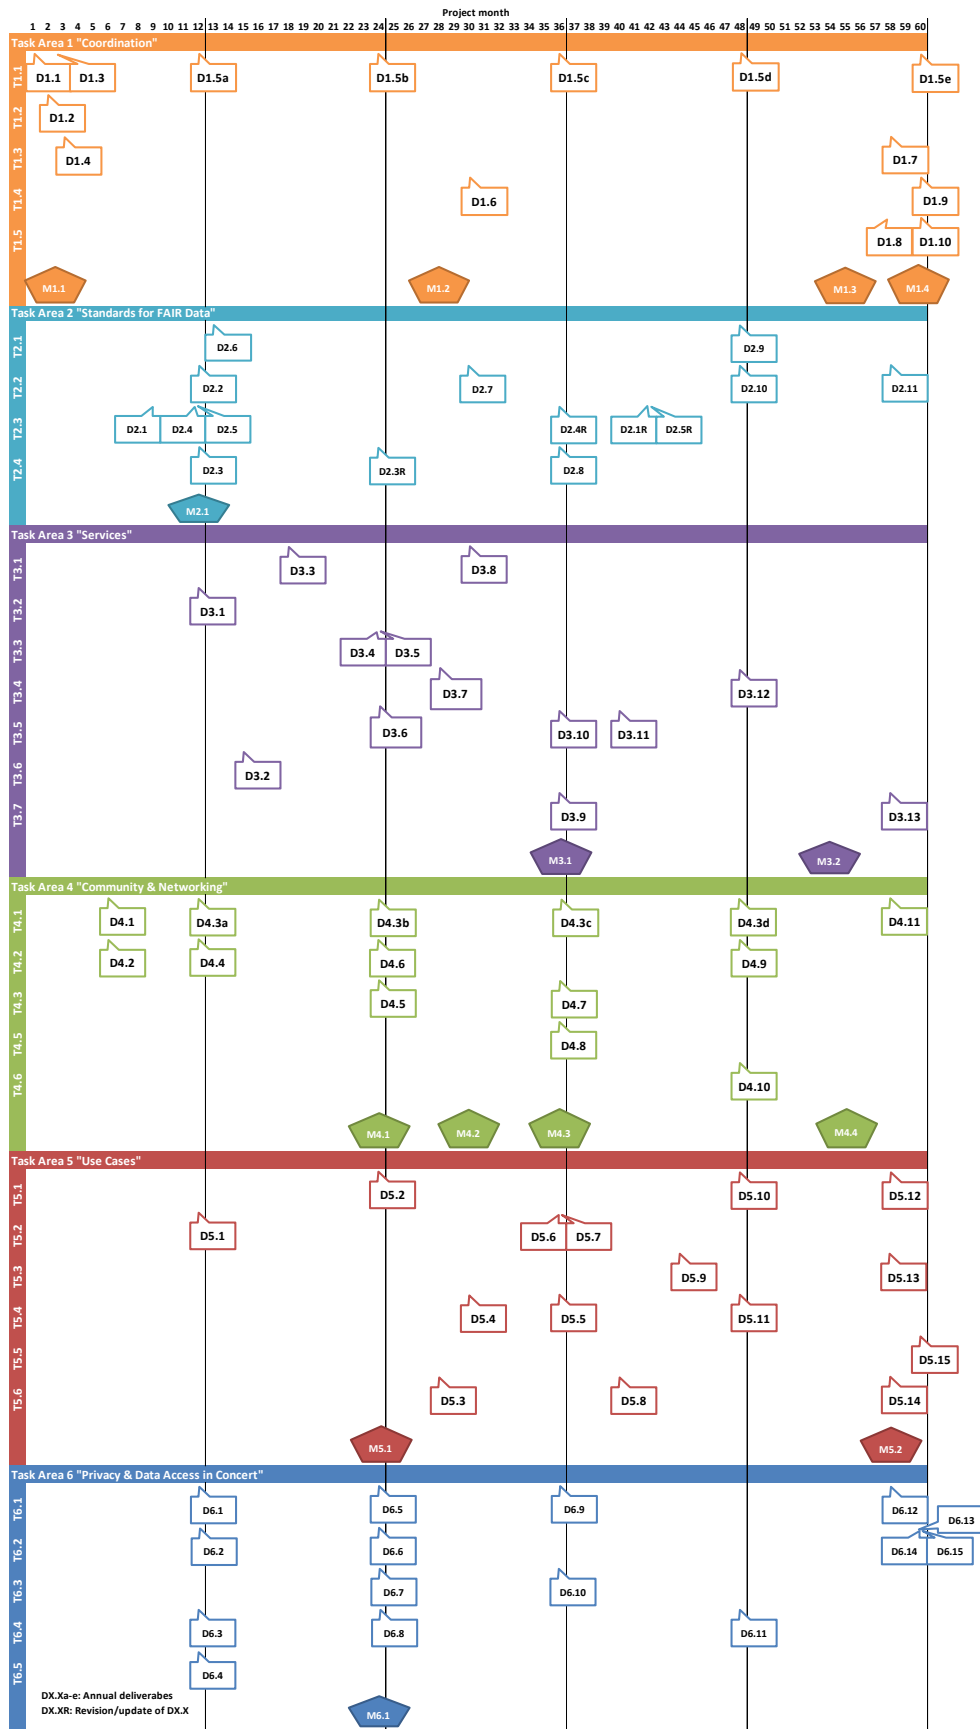 Project month
1 2 3 4 5 6 7 8 9 10 11 12 13 14 15 16 17 18 19 20 21 22 23 24 25 26 27 28 29 30 31 32 33 34 35 36 37 38 39 40 41 42 43 44 45 46 47 48 49 50 51 52 53 54 55 56 57 58 59 60
Task Area 1 "Coordination"
T1.1 D1.1 D1.3 D1.5a D1.5b D1.5c D1.5d D1.5e
T1.2 D1.2
T1.3 D1.4 D1.7
T1.4 D1.6 D1.9
T1.5 D1.8 D1.10
M1.1 M1.2 M1.3 M1.4
Task Area 2 "Standards for FAIR Data"
T2.1 D2.6 D2.9
T2.2 D2.2 D2.7 D2.10 D2.11
T2.3 D2.1 D2.4 D2.5 D2.4R D2.1R D2.5R
T2.4 D2.3 D2.3R D2.8
M2.1
Task Area 3 "Services"
T3.1 D3.3 D3.8
T3.2 D3.1
T3.3 D3.4 D3.5
T3.4 D3.7 D3.12
T3.5 D3.6 D3.10 D3.11
T3.6 D3.2
T3.7 D3.9 D3.13
M3.1 M3.2
Task Area 4 "Community & Networking"
T4.1 D4.1 D4.3a D4.3b D4.3c D4.3d D4.11
T4.2 D4.2 D4.4 D4.6 D4.9
T4.3 D4.5 D4.7
T4.5 D4.8
T4.6 D4.10
M4.1 M4.2 M4.3 M4.4
Task Area 5 "Use Cases"
T5.1 D5.2 D5.10 D5.12
T5.2 D5.1 D5.6 D5.7
T5.3 D5.9 D5.13
T5.4 D5.4 D5.5 D5.11
T5.5 D5.15
T5.6 D5.3 D5.8 D5.14
M5.1 M5.2
Task Area 6 "Privacy & Data Access in Concert"
T6.1 D6.1 D6.5 D6.9 D6.12
D6.13
T6.2 D6.2 D6.6 D6.14 D6.15
T6.3 D6.7 D6.10
T6.4 D6.3 D6.8 D6.11
T6.5 D6.4
DX.Xa-e: Annual deliverabes
DX.XR: Revision/update of DX.X
M6.1